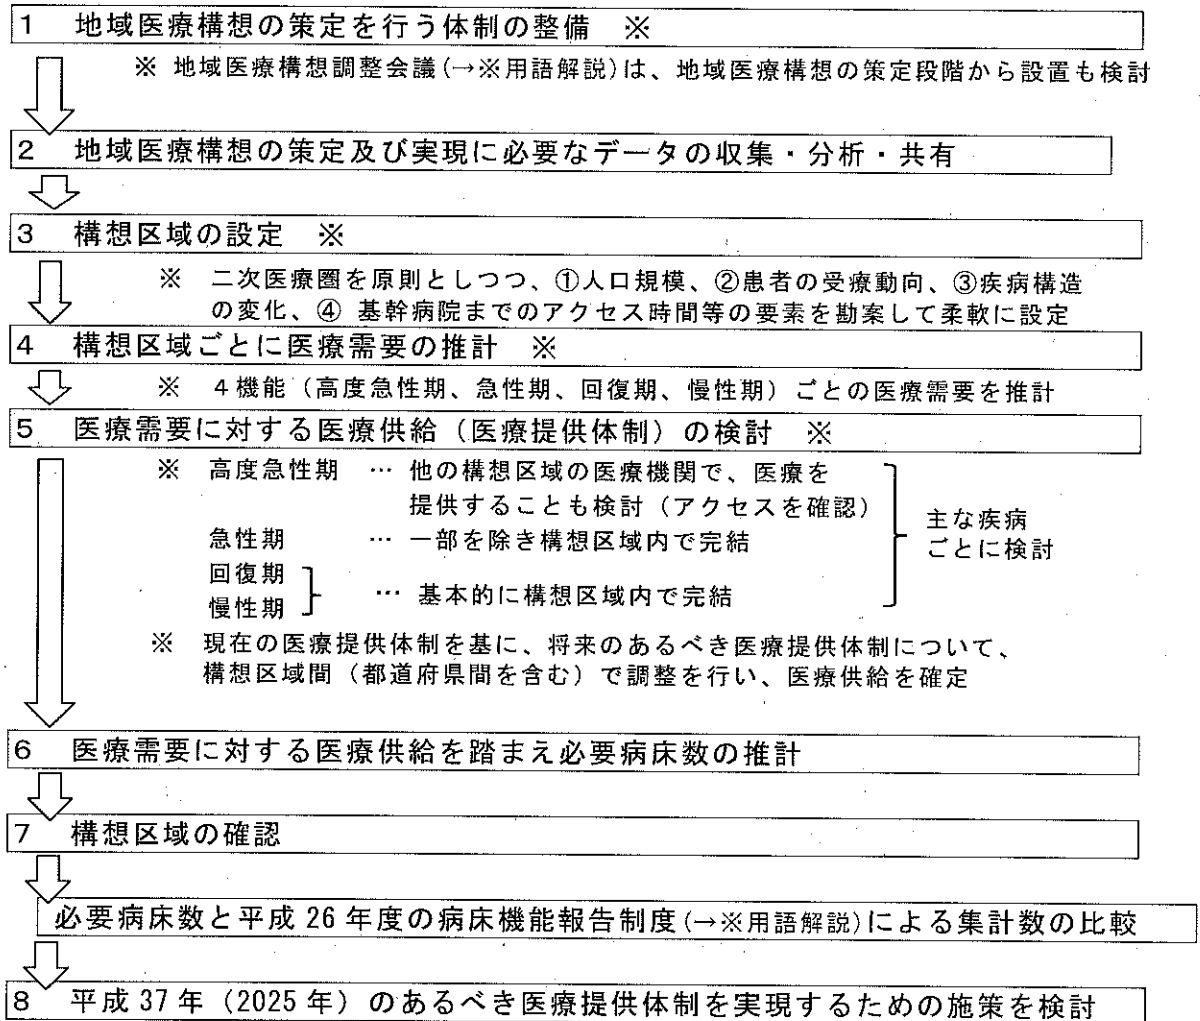 1 地域医療構想の策定を行う体制の整備 ※
※ 地域医療構想調整会議(→※用語解説)は、地域医療構想の策定段階から設置も検討
2 地域医療構想の策定及び実現に必要なデータの収集・分析・共有
3 構想区域の設定 ※
※ 二次医療圏を原則としつつ、①人口規模、②患者の受療動向、③疾病構造
の変化、④ 基幹病院までのアクセス時間等の要素を勘案して柔軟に設定
4 構想区域ごとに医療需要の推計 ※
※ 4機能(高度急性期、急性期、回復期、慢性期)ごとの医療需要を推計
5 医療需要に対する医療供給(医療提供体制)の検討 ※
※ 高度急性期 … 他の構想区域の医療機関で、医療を
提供することも検討(アクセスを確認)
急性期 … 一部を除き構想区域内で完結
回復期
慢性期
… 基本的に構想区域内で完結
主な疾病
ごとに検討
※ 現在の医療提供体制を基に、将来のあるべき医療提供体制について、
構想区域間(都道府県間を含む)で調整を行い、医療供給を確定
6 医療需要に対する医療供給を踏まえ必要病床数の推計
7 構想区域の確認
必要病床数と平成 26 年度の病床機能報告制度(→※用語解説)による集計数の比較
8 平成 37 年(2025 年)のあるべき医療提供体制を実現するための施策を検討